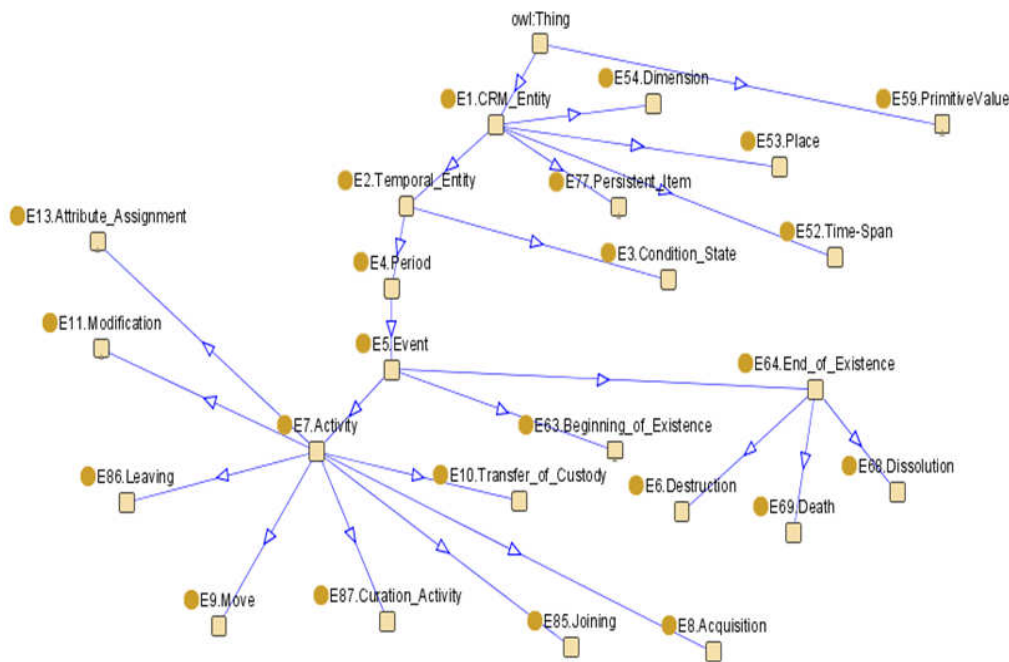 owl:Thing
E54.Dimension
E1.CRM_Entity
E59.PrimitiveValue
E53.Place
E2.Temporal_Entity
E77.Persistent_Item
E13.Attribute_Assignment
E52.Time-Span
E3.Condition_State
E4.Period
E11.Modification
E5.Event
E64.End_of_Existence
E7.Activity
E63.Beginning_of_Existence
E86.Leaving
E10.Transfer_of_Custody
E68.Dissolution
E6.Destruction
E69.Death
E9.Move
E87.Curation_Activity
E85.Joining
E8.Acquisition